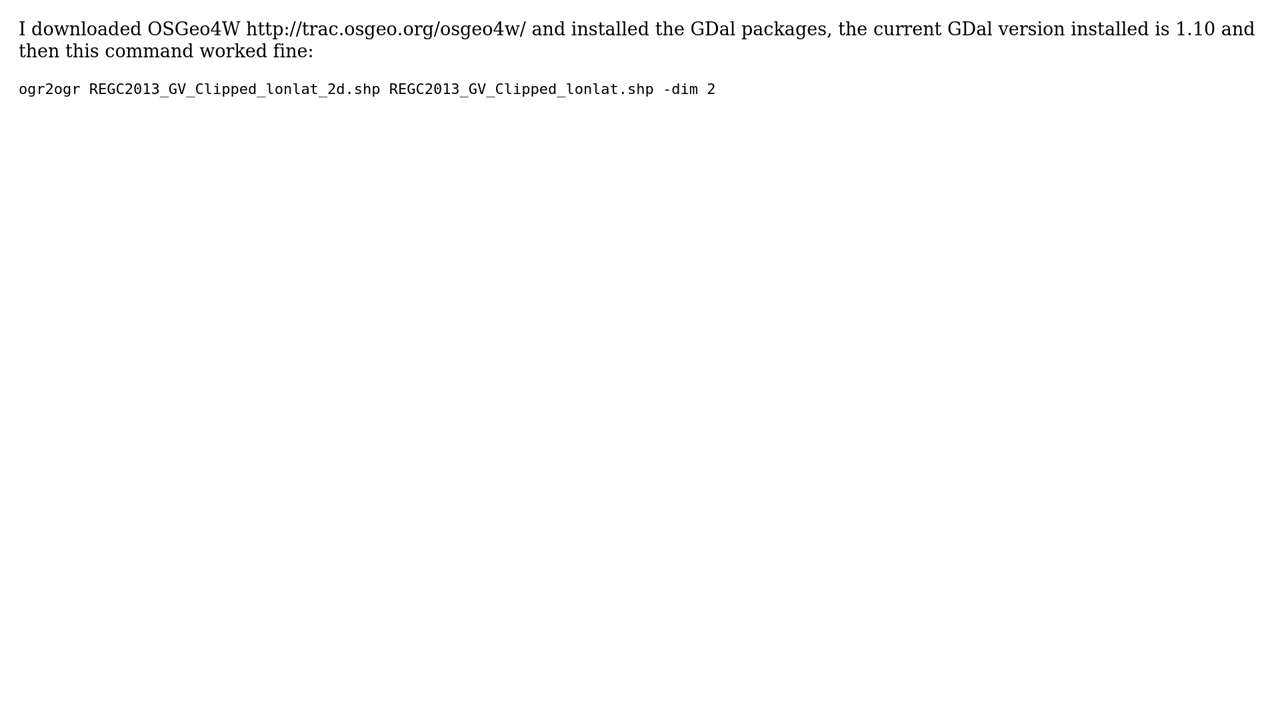 I downloaded OSGeo4W http://trac.osgeo.org/osgeo4w/ and installed the GDal packages, the current GDal version installed is 1.10 and
then this command worked fine:
ogr2ogr REGC2013_GV_Clipped_lonlat_2d.shp REGC2013_GV_Clipped_lonlat.shp -dim 2